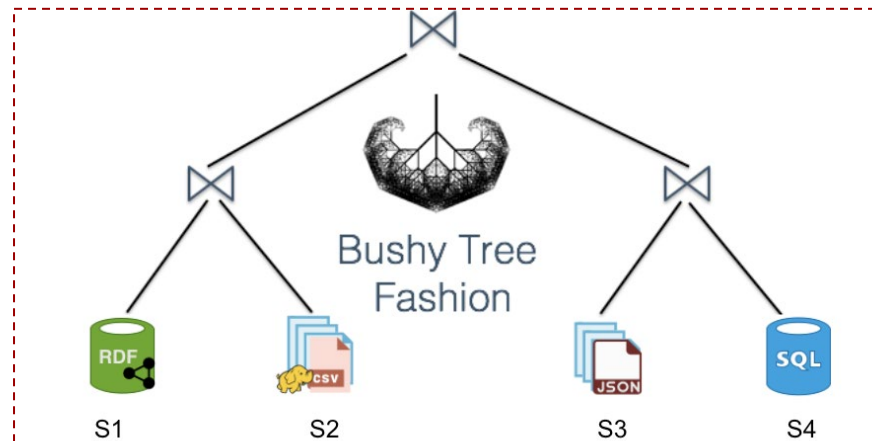 Bushy Tree
Fashion
RDF
CSV
JSON
SQL
S1
S2
S3
S4